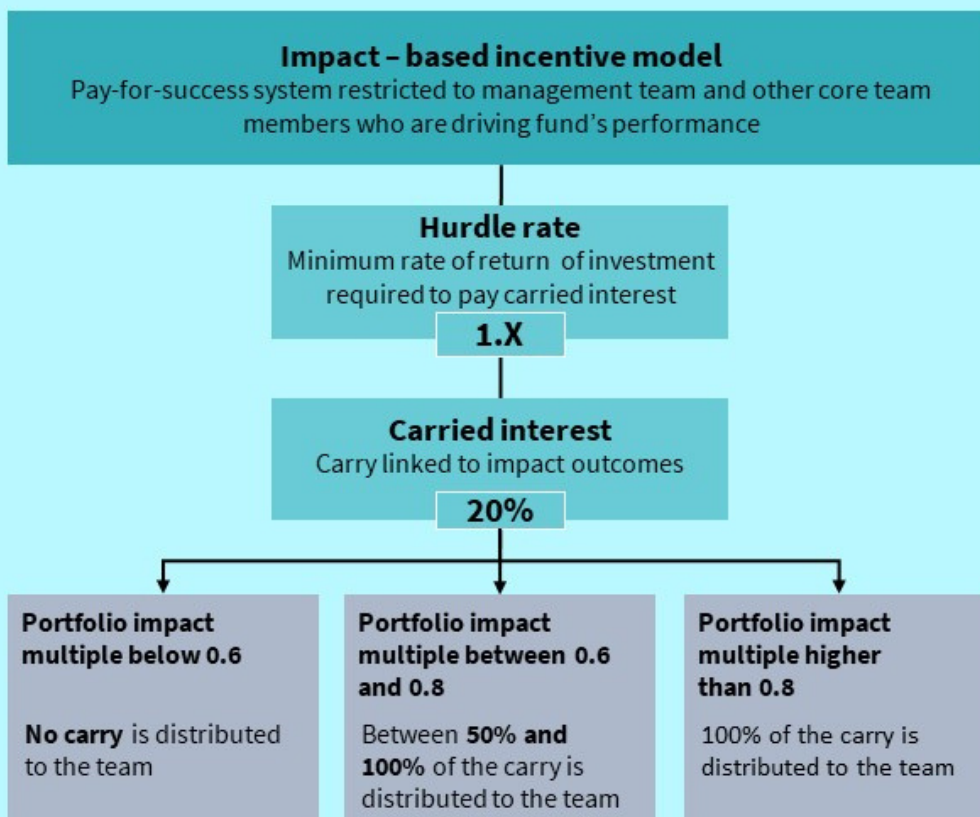 Impact – based incentive model
Pay-for-success system restricted to management team and other core team
members who are driving fund's performance
Hurdle rate
Minimum rate of return of investment
required to pay carried interest
1.X
Carried interest
Carry linked to impact outcomes
20%
Portfolio impact
multiple below 0.6
No carry is distributed
to the team
Portfolio impact
multiple between 0.6
and 0.8
Between 50% and
100% of the carry is
distributed to the team
Portfolio impact
multiple higher
than 0.8
100% of the carry is
distributed to the team